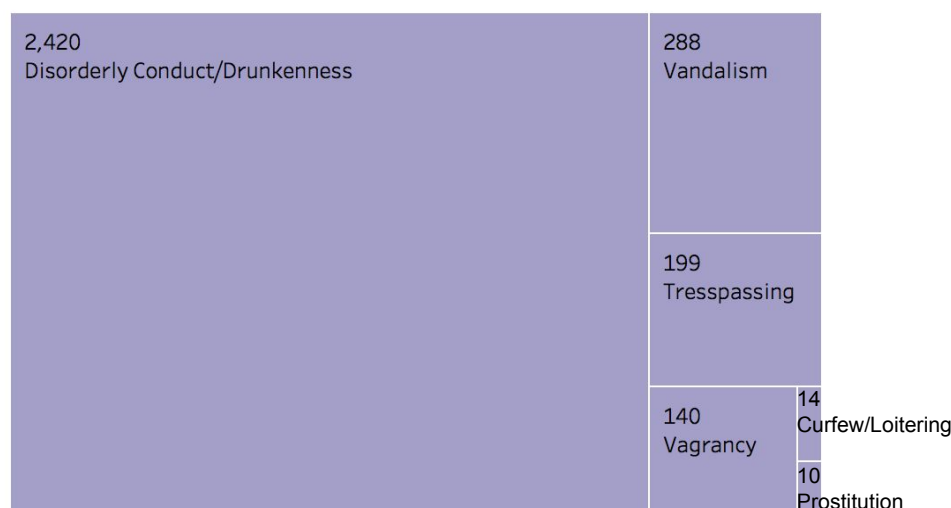 2,420
Disorderly Conduct/Drunkenness
288
Vandalism
199
Tresspassing
140
Vagrancy
14
Curfew/Loitering
10
Prostitution